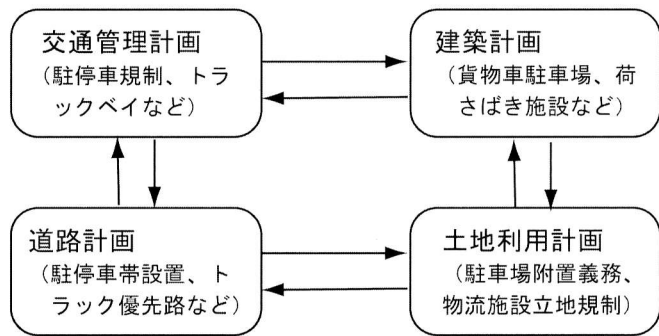 交通管理計画
（駐停車規制、トラ
ックベイなど）
建築計画
（貨物車駐車場、荷
さばき施設など）
道路計画
（駐停車帯設置、ト
ラック優先路など）
土地利用計画
（駐車場附置義務、
物流施設立地規制）